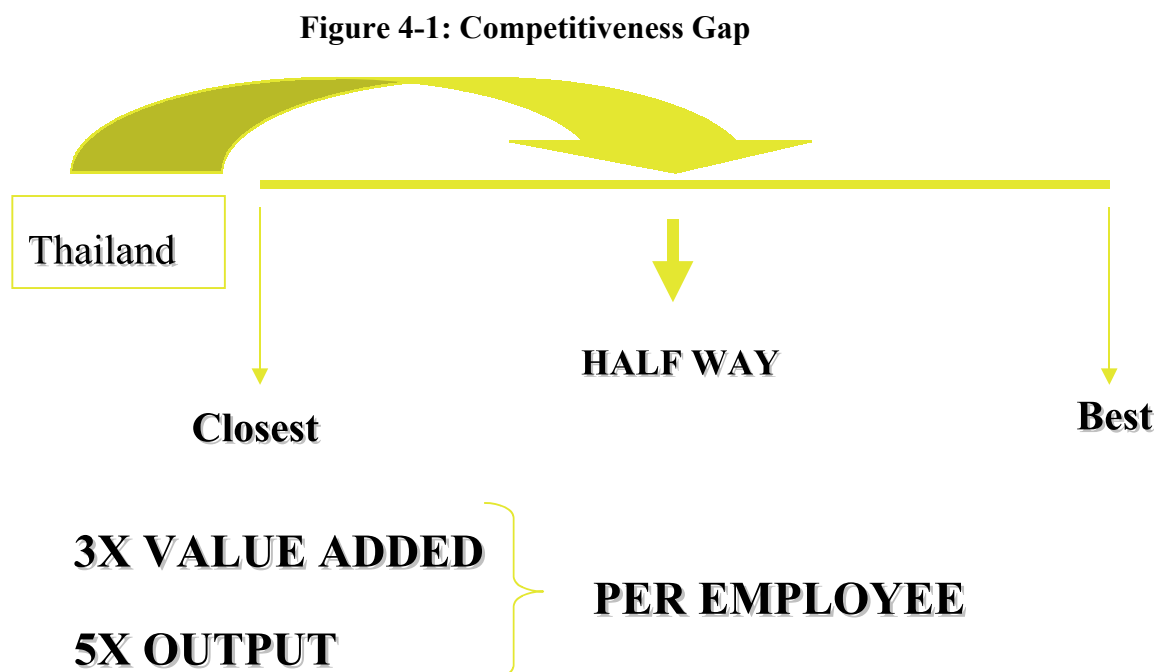 Figure 4-1: Competitiveness Gap
Thailand
HALF WAY
Closest
Best
3X VALUE ADDED
PER EMPLOYEE
5X OUTPUT